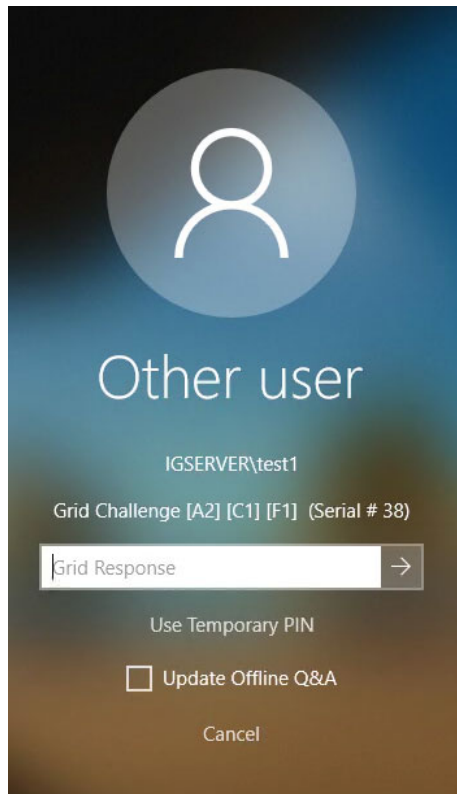 Other user
IGSERVER\test1
Grid Challenge [A2] [C1] [F1] (Serial # 38)
Grid Response
Use Temporary PIN
Update Offline Q&A
Cancel